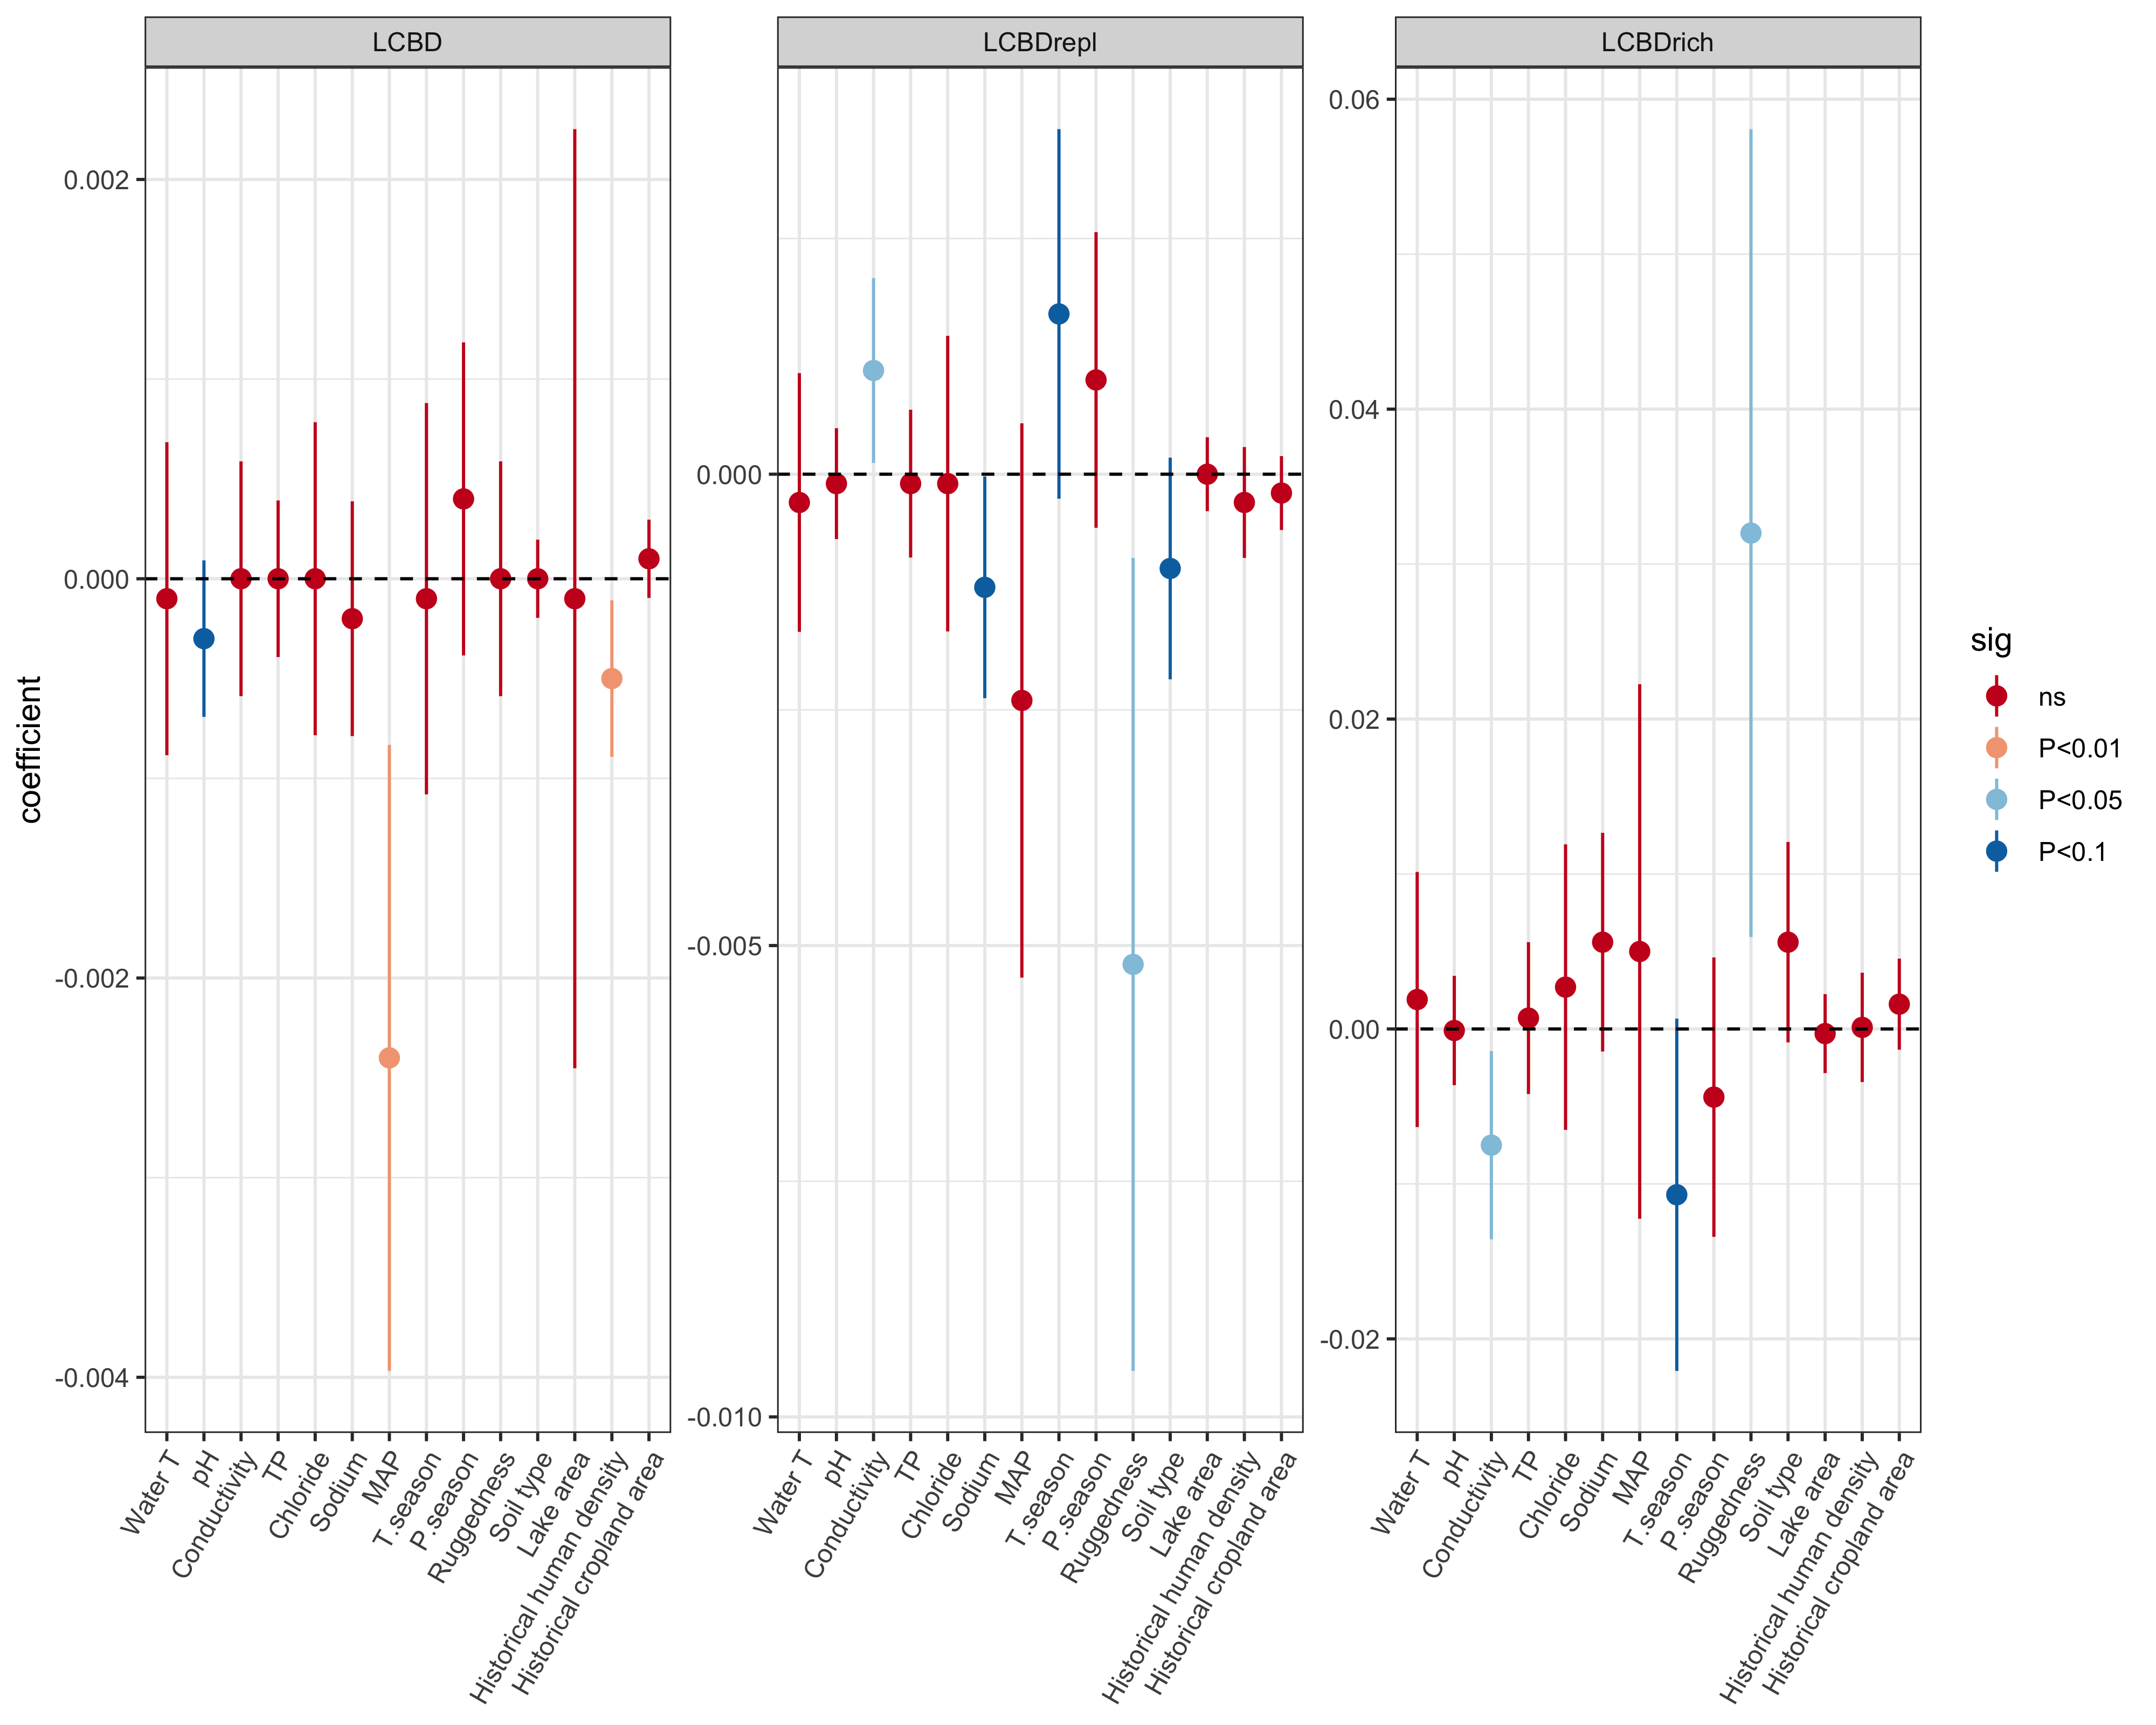 LCBD
LCBDrepl
LCBDrich
coefficient
0.002
0.000
-0.002
-0.004
0.000
-0.005
-0.010
0.06
0.04
0.02
0.00
-0.02
Water T
pH
Conductivity
TP
Chloride
Sodium
MAP
T.season
P.season
Ruggedness
Soil type
Lake area
Historical human density
Historical cropland area
Water T
pH
Conductivity
TP
Chloride
Sodium
MAP
T.season
P.season
Ruggedness
Soil type
Lake area
Historical human density
Historical cropland area
Water T
pH
Conductivity
TP
Chloride
Sodium
MAP
T.season
P.season
Ruggedness
Soil type
Lake area
Historical human density
Historical cropland area
sig
ns
P<0.01
P<0.05
P<0.1